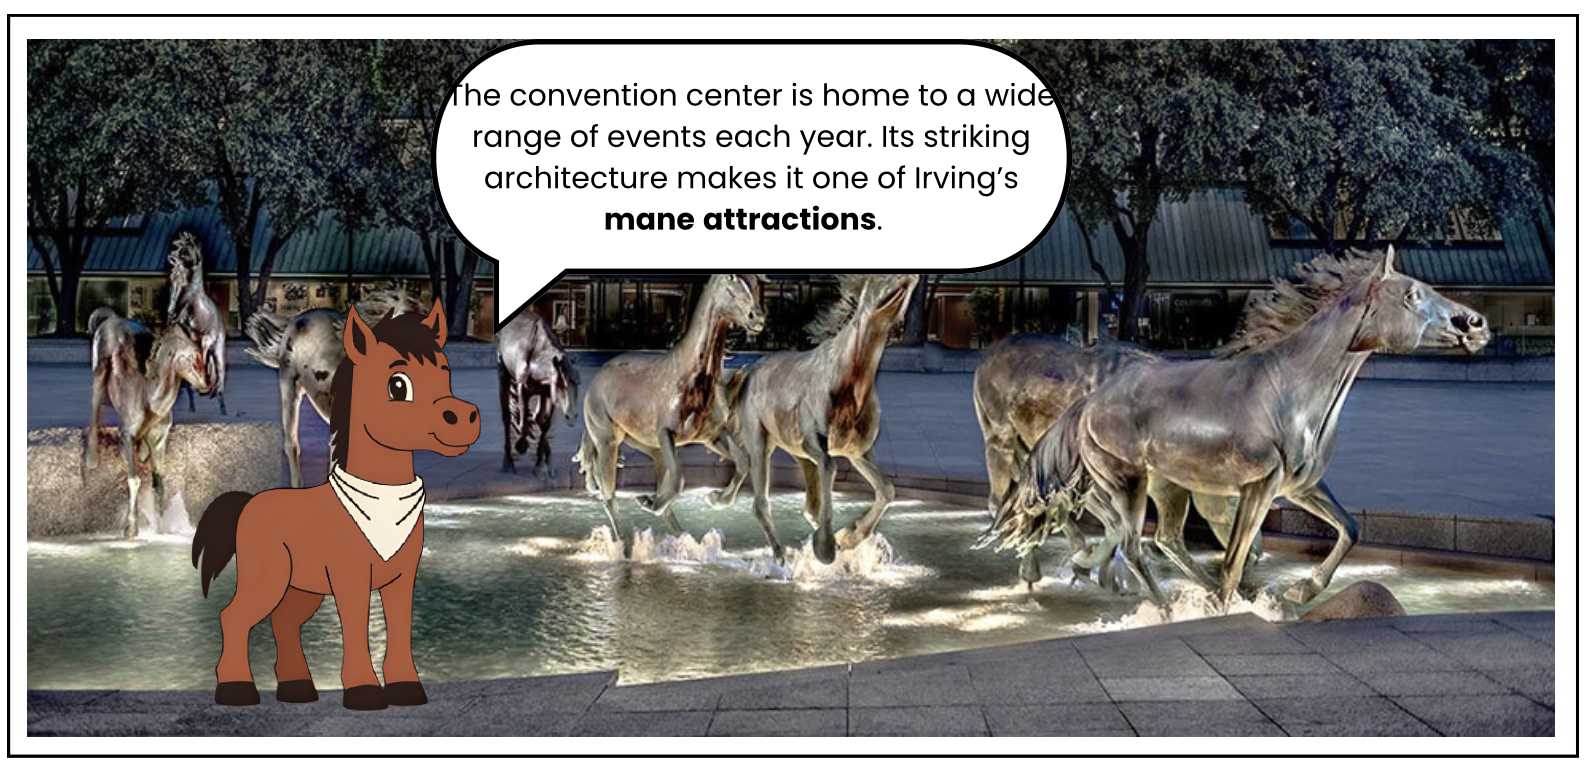 The convention center is home to a wide
range of events each year. Its striking
architecture makes it one of Irving’s
mane attractions.